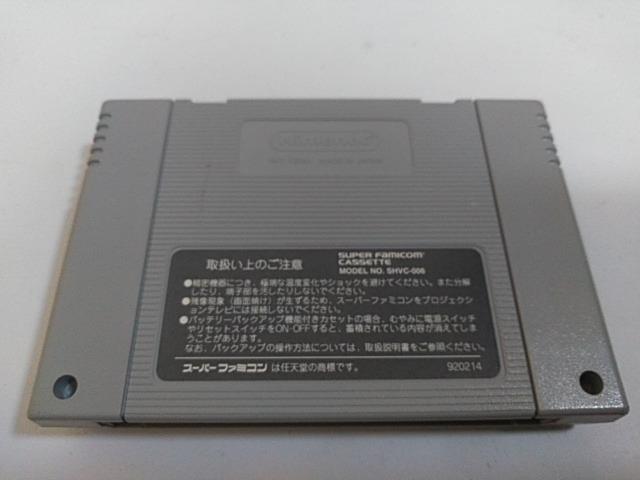 Nintendo
取扱い上のご注意
SUPER FAMICOM
CASSETTE
MODEL NO. SHVC-006
●精密機器につき、極端な温度変化やショックを避けてください。また分解
したり、端子部を汚したりしないでください。
●残像現象（画面焼け）が生ずるため、スーパーファミコンをプロジェクシ
ョンテレビには接続しないでください。
●バッテリーバックアップ機能付きカセットの場合、むやみに電源スイッチ
やリセットスイッチをON-OFFすると、蓄積されている内容が消えてしま
うことがあります。
なお、バックアップの操作方法については、取扱説明書をご参照ください。
スーパーファミコンは任天堂の商標です。
920214